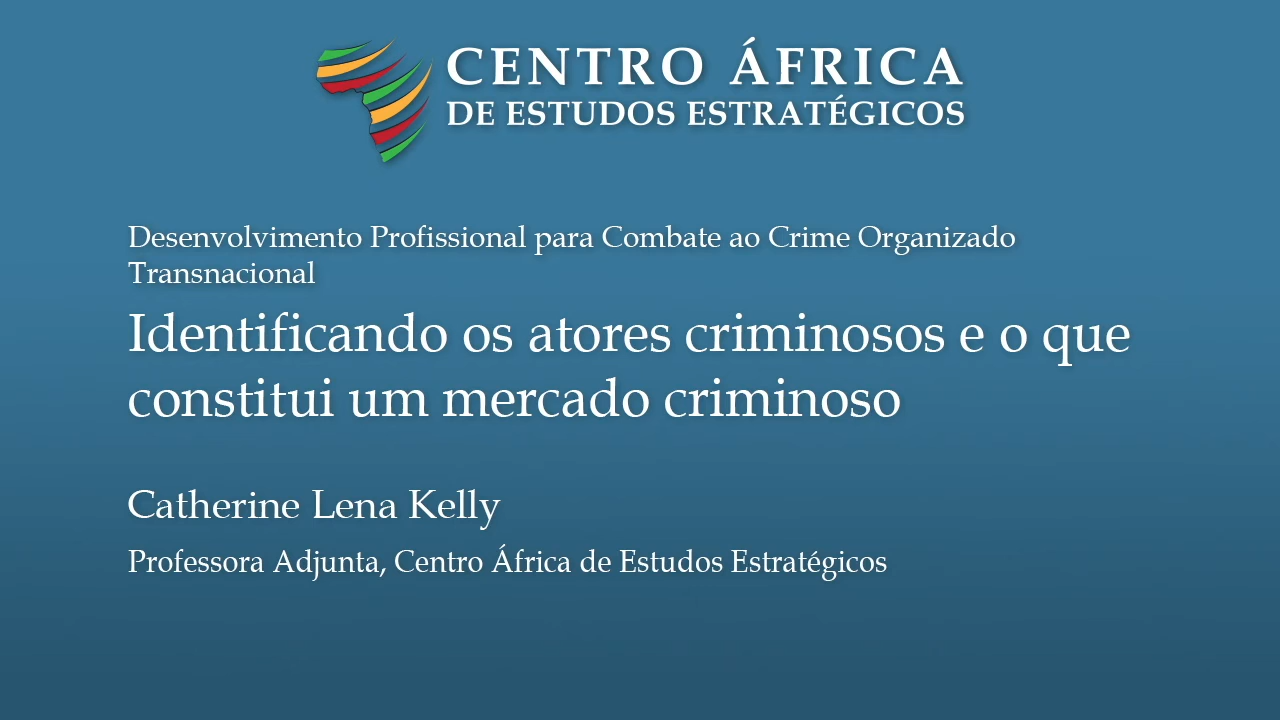 CENTRO ÁFRICA
DE ESTUDOS ESTRATÉGICOS
Desenvolvimento Profissional para Combate ao Crime Organizado
Transnacional
Identificando os atores criminosos e o que
constitui um mercado criminoso
Catherine Lena Kelly
Professora Adjunta, Centro África de Estudos Estratégicos